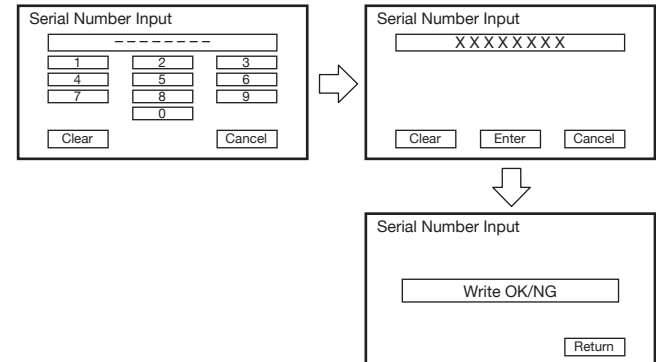 Serial Number Input
– – – – – – – –
1 2 3
4 5 6
7 8 9
0
Clear Cancel
Serial Number Input
X X X X X X X X
Clear Enter Cancel
Serial Number Input
Write OK/NG
Return